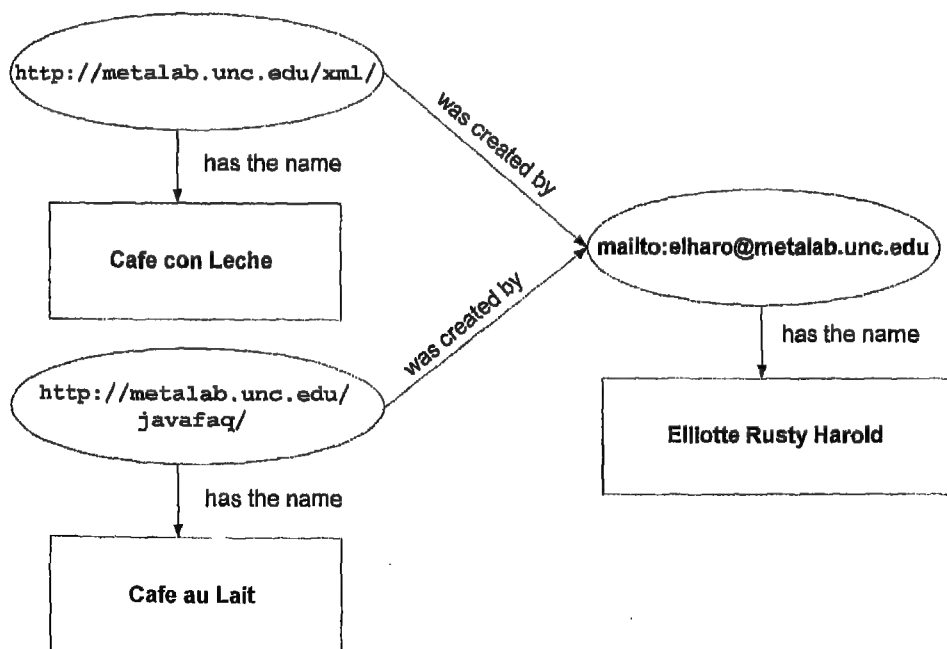 http://metalab.unc.edu/xml/
was created by
has the name
Cafe con Leche
mailto:elharo@metalab.unc.edu
was created by
has the name
http://metalab.unc.edu/
javafaq/
Elliotte Rusty Harold
has the name
Cafe au Lait